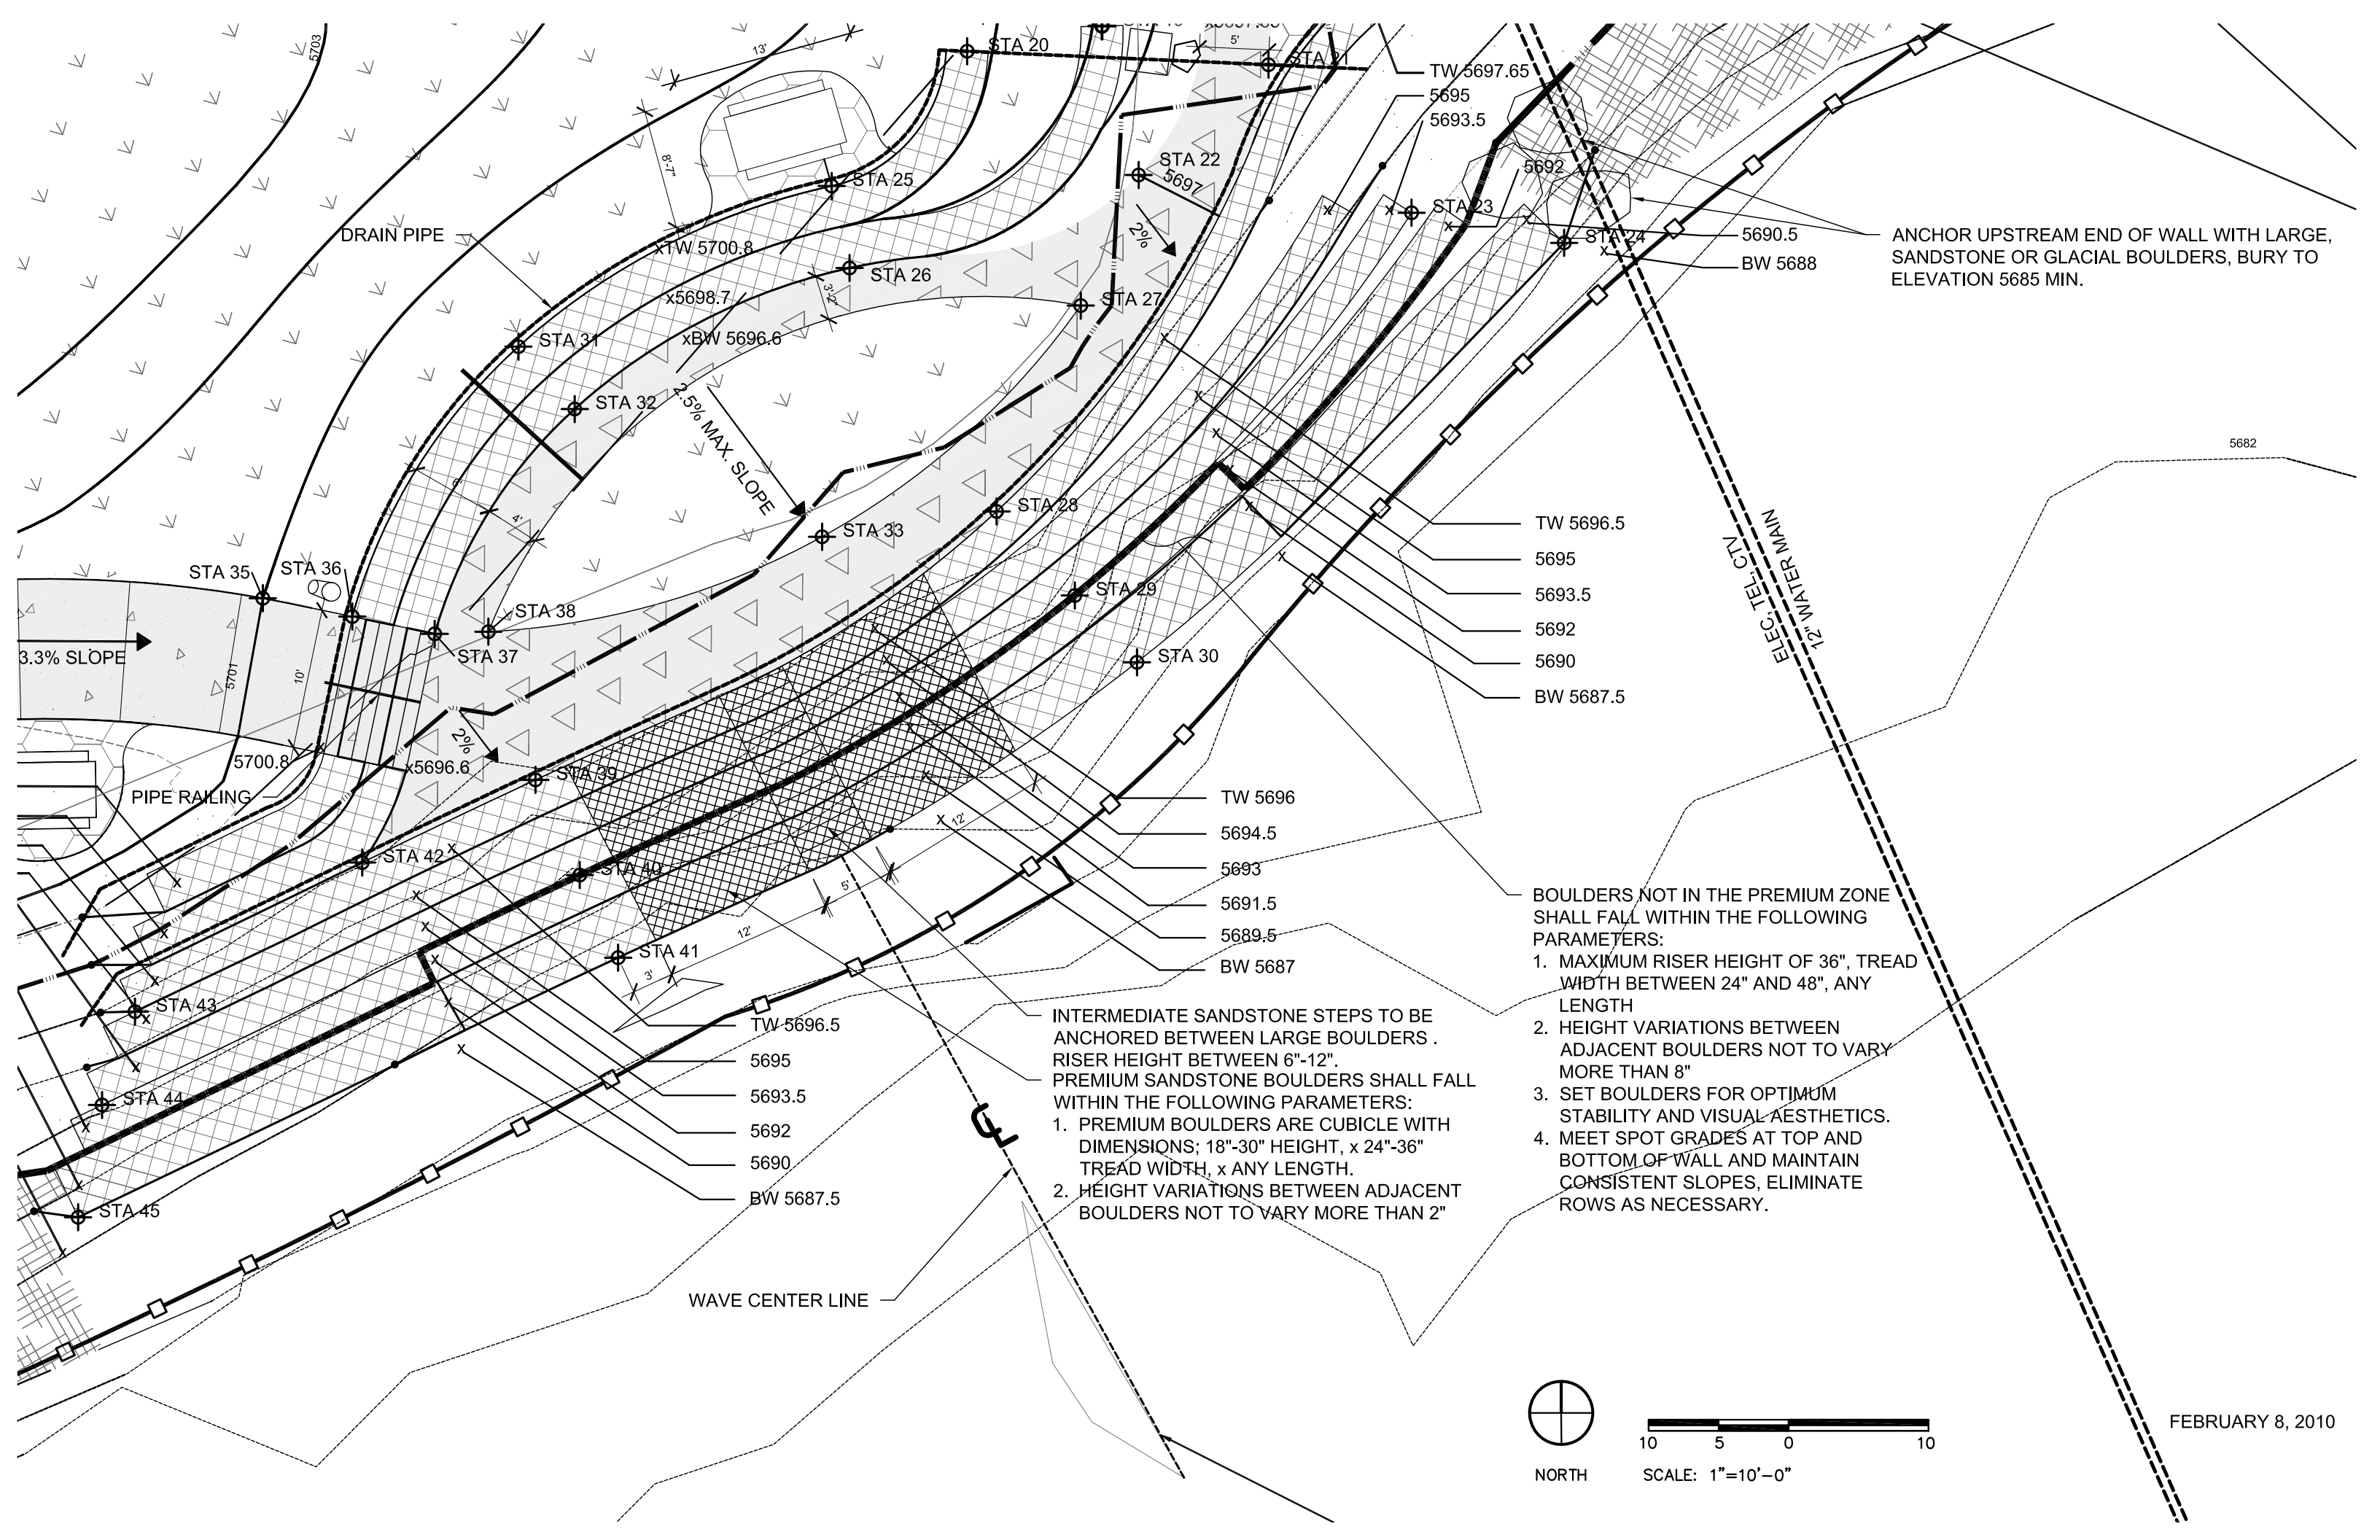 5703
13'
STA 20
5'
STA 21
TW 5697.65
5695
5693.5
5692
8'-7"
STA 25
STA 22
5697
2%
STA 23
STA 24
5690.5
BW 5688
ANCHOR UPSTREAM END OF WALL WITH LARGE,
SANDSTONE OR GLACIAL BOULDERS, BURY TO
ELEVATION 5685 MIN.
DRAIN PIPE
xTW 5700.8
STA 26
x5698.7
3'-2"
STA 27
xBW 5696.6
STA 31
STA 32
2.5% MAX. SLOPE
6'
4'
STA 28
STA 33
5682
TW 5696.5
5695
5693.5
5692
5690
BW 5687.5
ELEC, TEL, CTV
12" WATER MAIN
STA 35
STA 36
STA 38
STA 37
STA 29
STA 30
3.3% SLOPE
5701
10'
2%
5700.8
x5696.6
STA 39
PIPE RAILING
TW 5696
5694.5
5693
5691.5
5689.5
BW 5687
12'
5'
12'
3'
STA 42
STA 40
STA 41
STA 43
STA 44
STA 45
TW 5696.5
5695
5693.5
5692
5690
BW 5687.5
INTERMEDIATE SANDSTONE STEPS TO BE
ANCHORED BETWEEN LARGE BOULDERS .
RISER HEIGHT BETWEEN 6"-12".
PREMIUM SANDSTONE BOULDERS SHALL FALL
WITHIN THE FOLLOWING PARAMETERS:
1. PREMIUM BOULDERS ARE CUBICLE WITH
DIMENSIONS; 18"-30" HEIGHT, x 24"-36"
TREAD WIDTH, x ANY LENGTH.
2. HEIGHT VARIATIONS BETWEEN ADJACENT
BOULDERS NOT TO VARY MORE THAN 2"
BOULDERS NOT IN THE PREMIUM ZONE
SHALL FALL WITHIN THE FOLLOWING
PARAMETERS:
1. MAXIMUM RISER HEIGHT OF 36", TREAD
WIDTH BETWEEN 24" AND 48", ANY
LENGTH
2. HEIGHT VARIATIONS BETWEEN
ADJACENT BOULDERS NOT TO VARY
MORE THAN 8"
3. SET BOULDERS FOR OPTIMUM
STABILITY AND VISUAL AESTHETICS.
4. MEET SPOT GRADES AT TOP AND
BOTTOM OF WALL AND MAINTAIN
CONSISTENT SLOPES, ELIMINATE
ROWS AS NECESSARY.
WAVE CENTER LINE
NORTH
10 5 0 10
SCALE: 1"=10'-0"
FEBRUARY 8, 2010